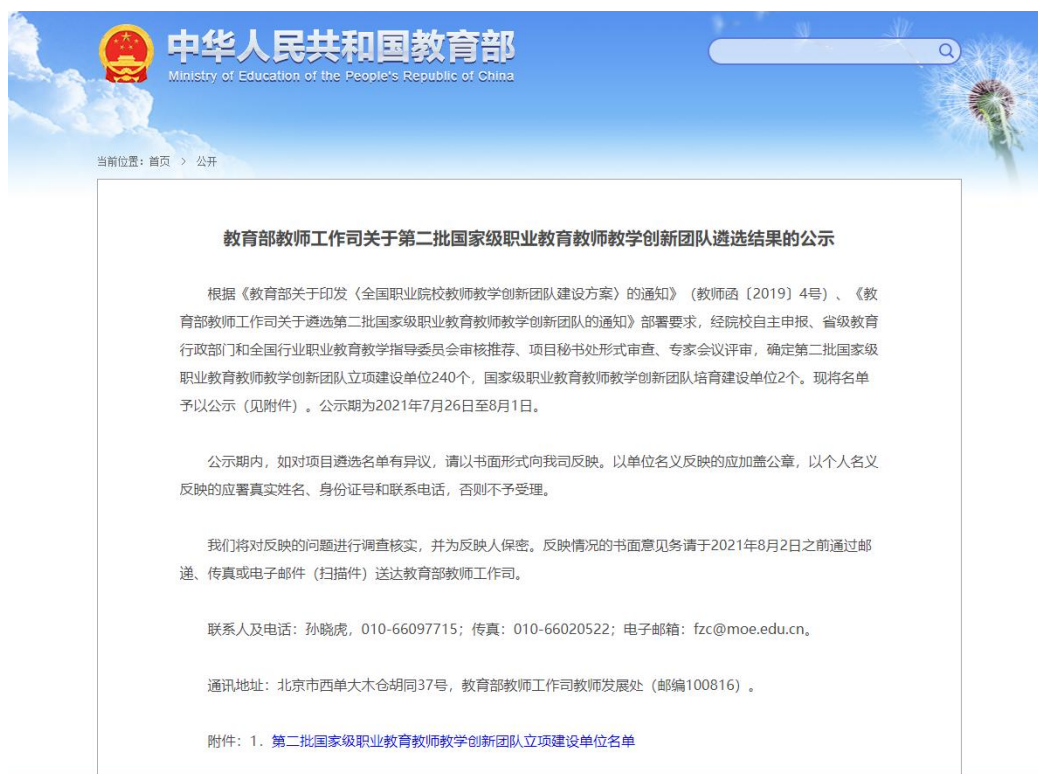 中华人民共和国教育部
Ministry of Education of the People's Republic of China
当前位置：首页 > 公开
教育部教师工作司关于第二批国家级职业教育教师教学创新团队遴选结果的公示
根据《教育部关于印发〈全国职业院校教师教学创新团队建设方案〉的通知》（教师函〔2019〕4号）、《教
育部教师工作司关于遴选第二批国家级职业教育教师教学创新团队的通知》部署要求，经院校自主申报、省级教育
行政部门和全国行业职业教育教学指导委员会审核推荐、项目秘书处形式审查、专家会议评审，确定第二批国家级
职业教育教师教学创新团队立项建设单位240个，国家级职业教育教师教学创新团队培育建设单位2个。现将名单
予以公示（见附件）。公示期为2021年7月26日至8月1日。
公示期内，如对项目遴选名单有异议，请以书面形式向我司反映。以单位名义反映的应加盖公章，以个人名义
反映的应署真实姓名、身份证号和联系电话，否则不予受理。
我们将对反映的问题进行调查核实，并为反映人保密。反映情况的书面意见务请于2021年8月2日之前通过邮
递、传真或电子邮件（扫描件）送达教育部教师工作司。
联系人及电话：孙晓虎，010-66097715；传真：010-66020522；电子邮箱：fzc@moe.edu.cn。
通讯地址：北京市西单大木仓胡同37号，教育部教师工作司教师发展处（邮编100816）。
附件：1. 第二批国家级职业教育教师教学创新团队立项建设单位名单